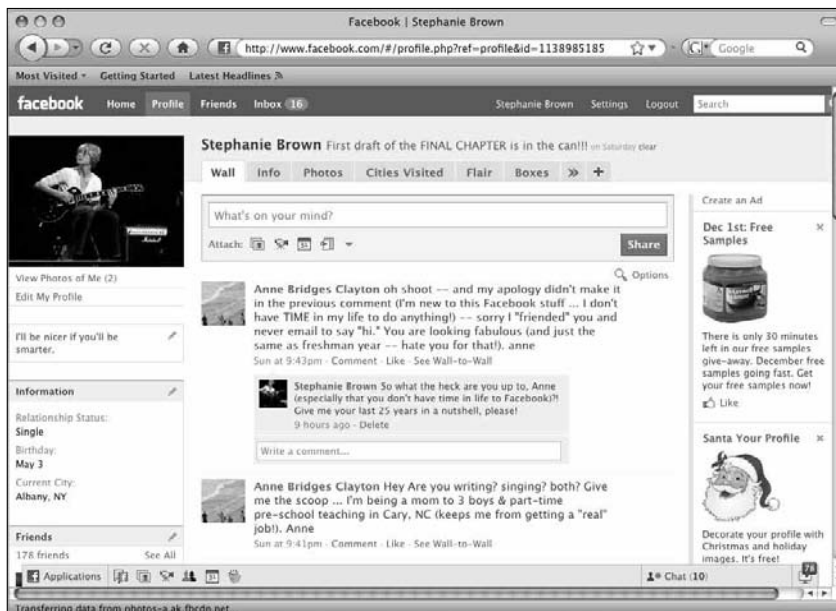 Facebook | Stephanie Brown
http://www.facebook.com/#/profile.php?ref=profile&id=1138985185
Google
Most Visited Getting Started Latest Headlines
facebook Home Profile Friends Inbox 16 Stephanie Brown Settings Logout Search
Stephanie Brown First draft of the FINAL CHAPTER is in the can!!! on Saturday clear
Wall Info Photos Cities Visited Flair Boxes » +
What's on your mind?
Attach: 31 Share
Options
View Photos of Me (2)
Edit My Profile
I'll be nicer if you'll be
smarter.
Information
Relationship Status:
Single
Birthday:
May 3
Current City:
Albany, NY
Friends
178 friends See All
Anne Bridges Clayton oh shoot -- and my apology didn't make it
in the previous comment (I'm new to this Facebook stuff ... I don't
have TIME in my life to do anything!) -- sorry I "friended" you and
never email to say "hi." You are looking fabulous (and just the
same as freshman year -- hate you for that!). anne
Sun at 9:43pm · Comment · Like · See Wall-to-Wall
Stephanie Brown So what the heck are you up to, Anne
(especially that you don't have time in life to Facebook)?!
Give me your last 25 years in a nutshell, please!
9 hours ago · Delete
Write a comment...
Anne Bridges Clayton Hey Are you writing? singing? both? Give
me the scoop ... I'm being a mom to 3 boys & part-time
pre-school teaching in Cary, NC (keeps me from getting a "real"
job!). Anne
Sun at 9:41pm · Comment · Like · See Wall-to-Wall
Create an Ad
Dec 1st: Free
Samples
There is only 30 minutes
left in our free samples
give-away. December free
samples going fast. Get
your free samples now!
Like
Santa Your Profile
Decorate your profile with
Christmas and holiday
images. It's free!
Applications 31 Chat (10) 78
Transferring data from photos-a.ak.fbcdn.net